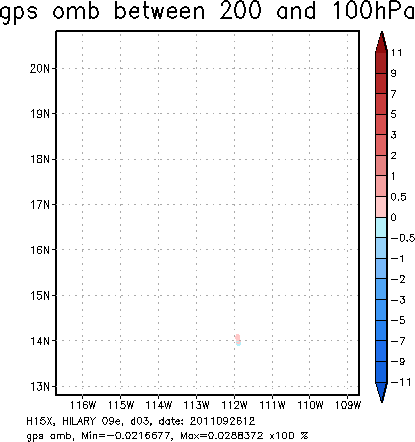 gps omb between 200 and 100hPa
20N
19N
18N
17N
16N
15N
14N
13N
116W 115W 114W 113W 112W 111W 110W 109W
11
9
7
5
3
2
1
0.5
0
−0.5
−1
−2
−3
−5
−7
−9
−11
H15X, HILARY 09e, d03, date: 2011092612
gps omb, Min=−0.0216677, Max=0.0288372 x100 %